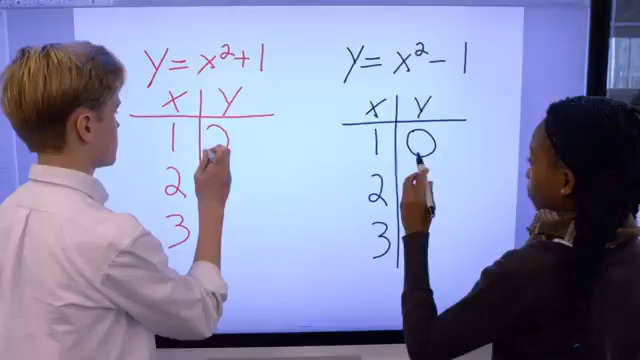 y = x²+1
x y
1 2
2
3
y = x²- 1
x y
1 0
2
3